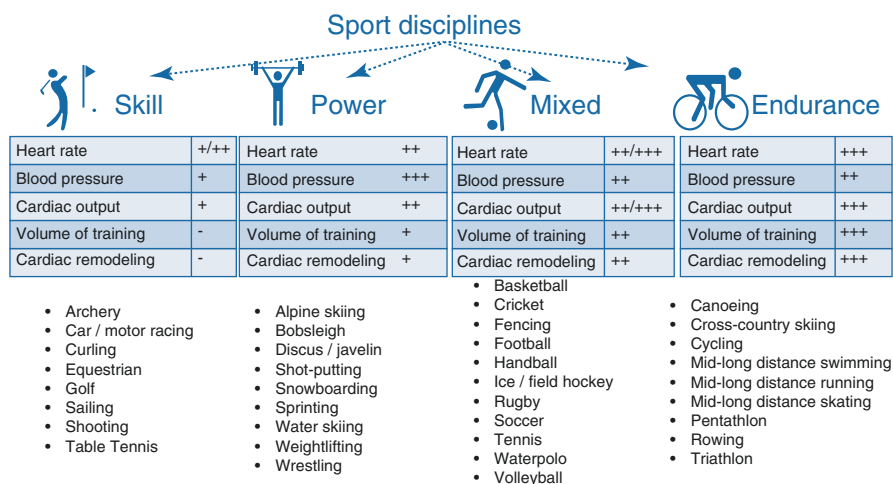 Sport disciplines
Skill
Heart rate +/++
Blood pressure +
Cardiac output +
Volume of training -
Cardiac remodeling -
• Archery
• Car / motor racing
• Curling
• Equestrian
• Golf
• Sailing
• Shooting
• Table Tennis
Power
Heart rate ++
Blood pressure +++
Cardiac output ++
Volume of training +
Cardiac remodeling +
• Alpine skiing
• Bobsleigh
• Discus / javelin
• Shot-putting
• Snowboarding
• Sprinting
• Water skiing
• Weightlifting
• Wrestling
Mixed
Heart rate ++/+++
Blood pressure ++
Cardiac output ++/+++
Volume of training ++
Cardiac remodeling ++
• Basketball
• Cricket
• Fencing
• Football
• Handball
• Ice / field hockey
• Rugby
• Soccer
• Tennis
• Waterpolo
• Volleyball
Endurance
Heart rate +++
Blood pressure ++
Cardiac output +++
Volume of training +++
Cardiac remodeling +++
• Canoeing
• Cross-country skiing
• Cycling
• Mid-long distance swimming
• Mid-long distance running
• Mid-long distance skating
• Pentathlon
• Rowing
• Triathlon